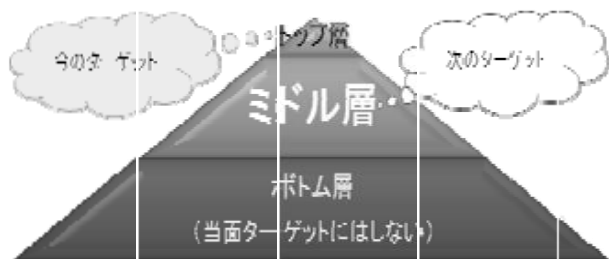 トップ層
今のターゲット
次のターゲット
ミドル層
ボトム層
(当面ターゲットにはしない)